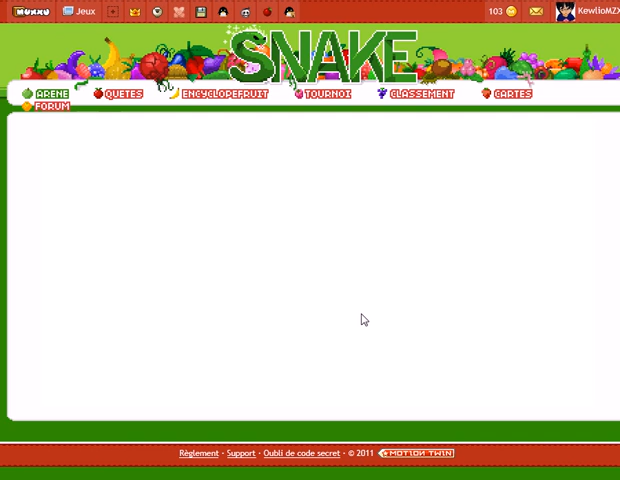 MUXXU Jeux 103 KewlioMZX
SNAKE
ARENE QUETES ENCYCLOPEFRUIT TOURNOI CLASSEMENT CARTES
FORUM
Règlement · Support · Oubli de code secret · © 2011 MOTION TWIN